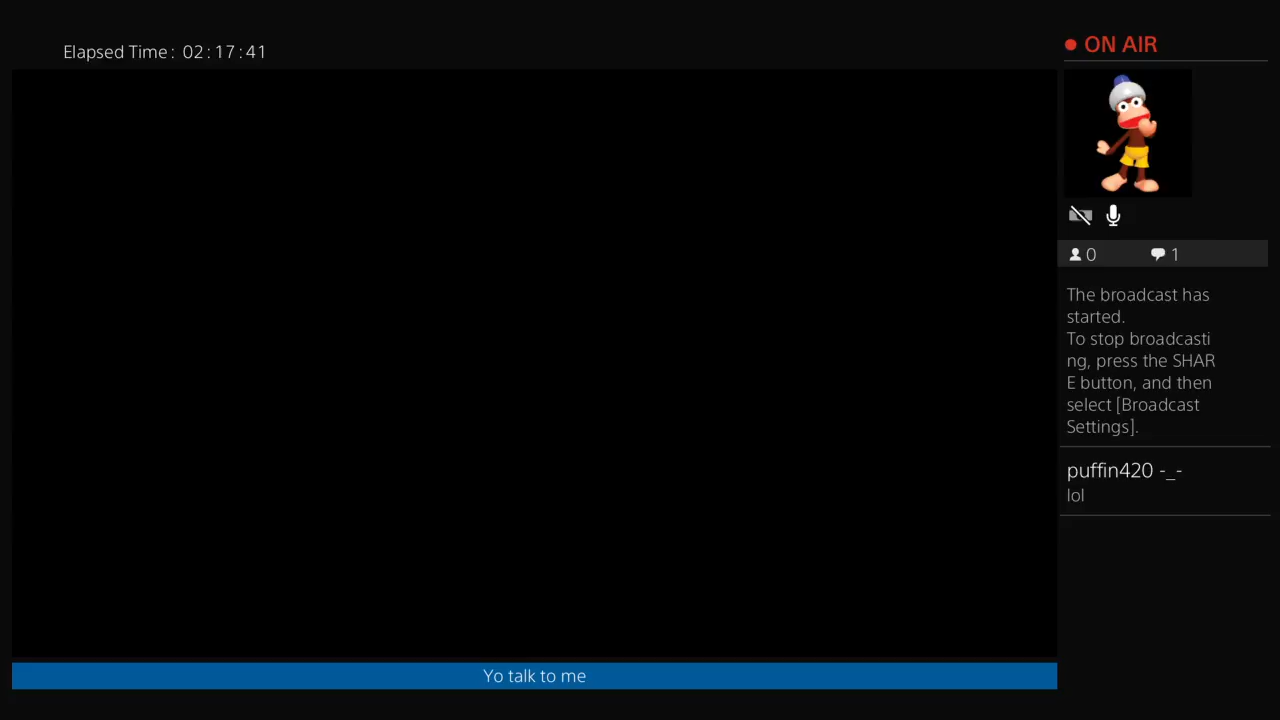 Elapsed Time: 02:17:41
ON AIR
0 1
The broadcast has
started.
To stop broadcasti
ng, press the SHAR
E button, and then
select [Broadcast
Settings].
puffin420 -_-
lol
Yo talk to me